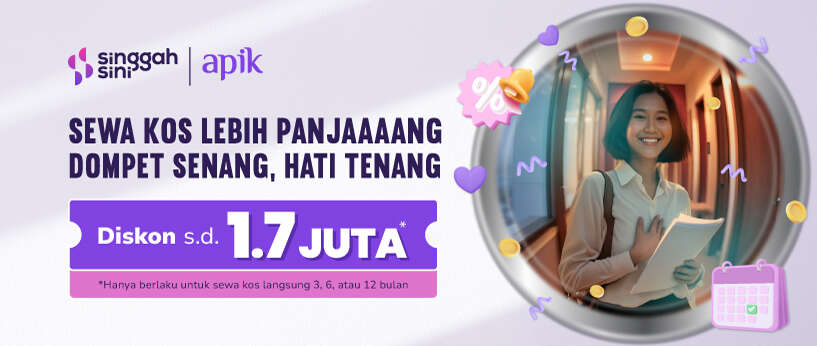 singgah
sini
apik
SEWA KOS LEBIH PANJAAAANG
DOMPET SENANG, HATI TENANG
Diskon s.d. 1.7 JUTA*
*Hanya berlaku untuk sewa kos langsung 3, 6, atau 12 bulan
%